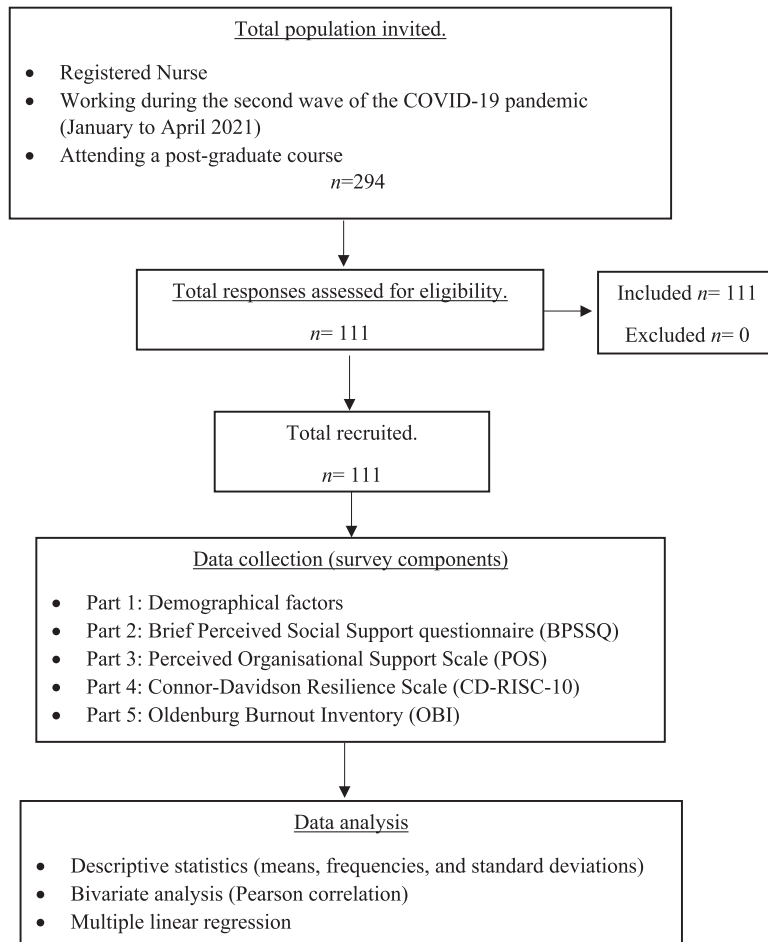 Total population invited.
• Registered Nurse
• Working during the second wave of the COVID-19 pandemic
(January to April 2021)
• Attending a post-graduate course
n=294
Total responses assessed for eligibility.
n= 111
Included n= 111
Excluded n= 0
Total recruited.
n= 111
Data collection (survey components)
• Part 1: Demographical factors
• Part 2: Brief Perceived Social Support questionnaire (BPSSQ)
• Part 3: Perceived Organisational Support Scale (POS)
• Part 4: Connor-Davidson Resilience Scale (CD-RISC-10)
• Part 5: Oldenburg Burnout Inventory (OBI)
Data analysis
• Descriptive statistics (means, frequencies, and standard deviations)
• Bivariate analysis (Pearson correlation)
• Multiple linear regression